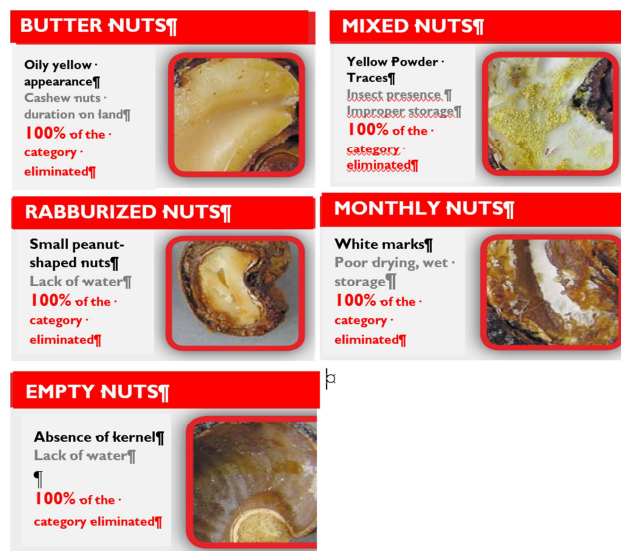 BUTTER NUTS¶
Oily yellow·
appearance¶
Cashew nuts·
duration on land¶
100% of the·
category·
eliminated¶
MIXED NUTS¶
Yellow Powder·
Traces¶
Insect presence ¶
Improper storage¶
100% of the·
category·
eliminated¶
RABBURIZED NUTS¶
Small peanut-
shaped nuts¶
Lack of water¶
100% of the·
category·
eliminated¶
MONTHLY NUTS¶
White marks¶
Poor drying, wet·
storage¶
100% of the·
category·
eliminated¶
EMPTY NUTS¶
Absence of kernel¶
Lack of water¶
¶
100% of the·
category eliminated¶
¤